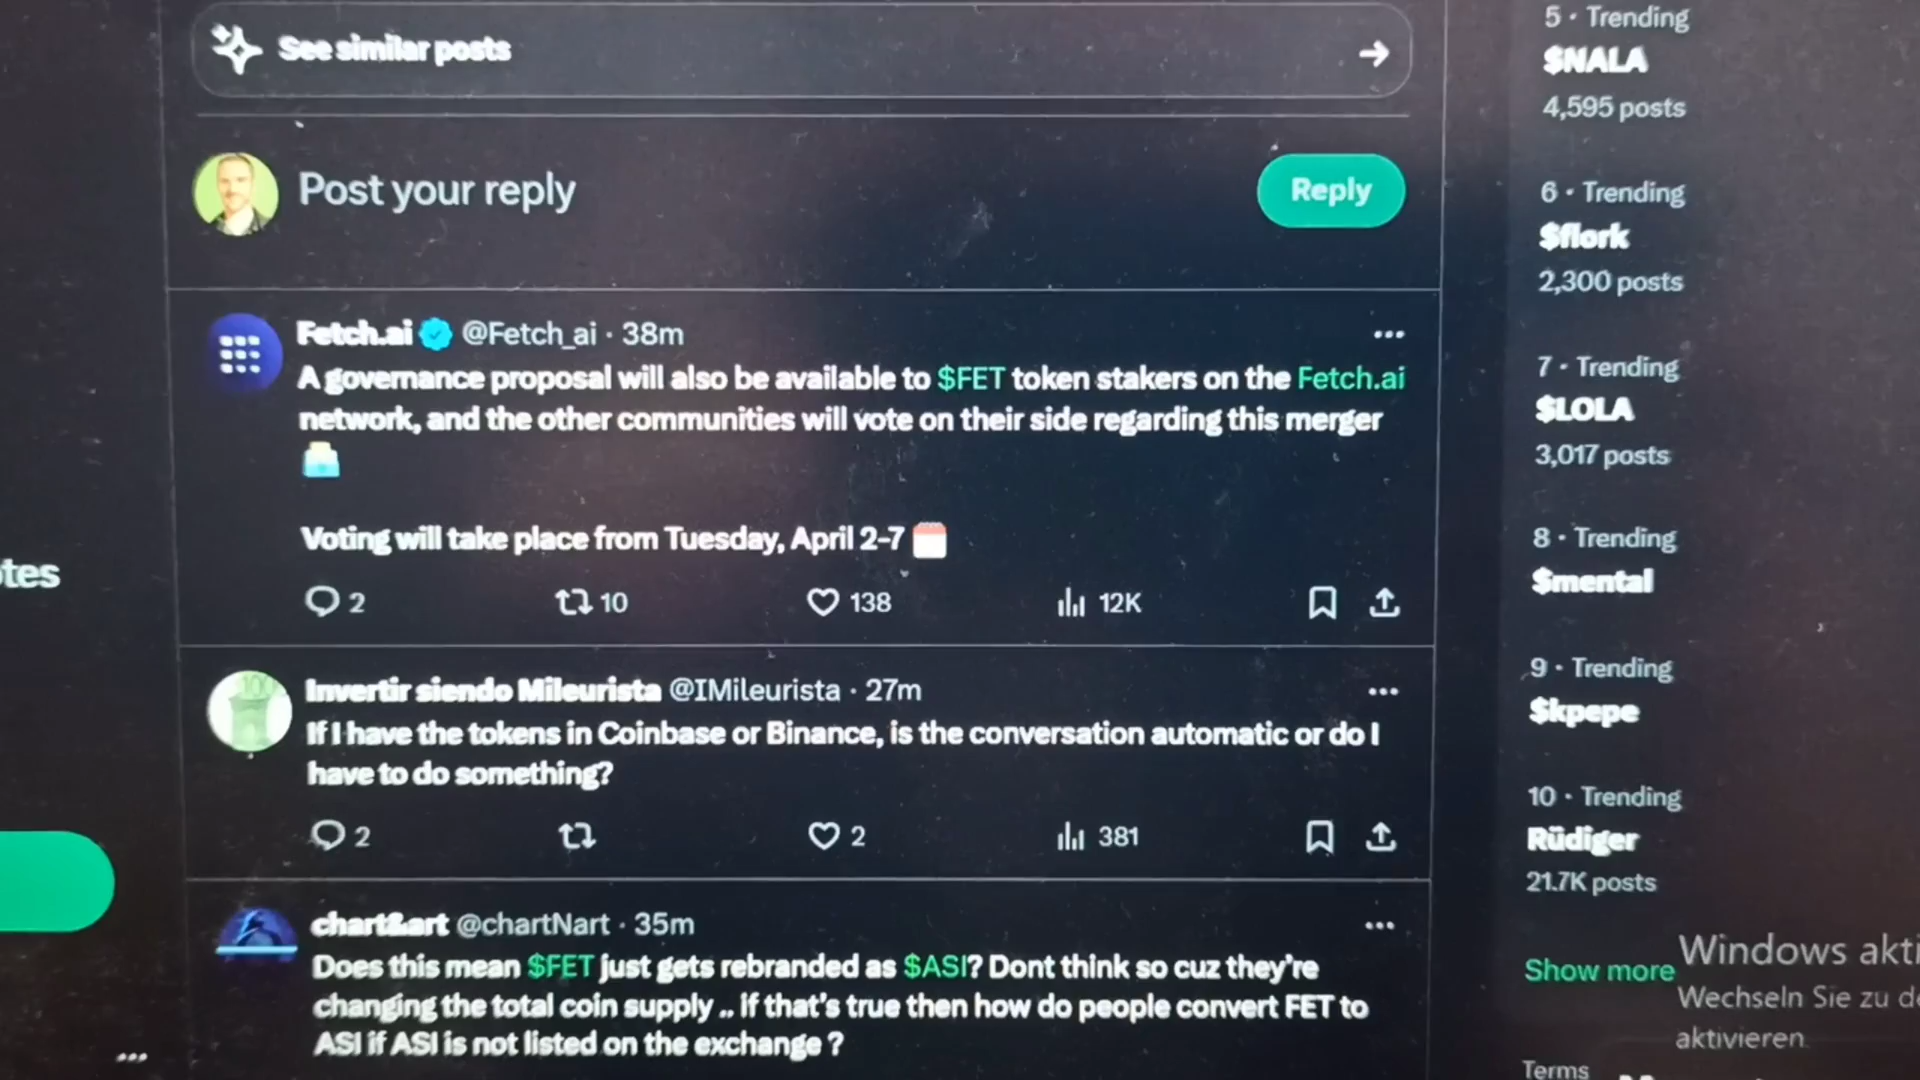 See similar posts
Post your reply
Reply
Fetch.ai @Fetch_ai · 38m
A governance proposal will also be available to $FET token stakers on the Fetch.ai
network, and the other communities will vote on their side regarding this merger
Voting will take place from Tuesday, April 2-7
2 10 138 12K
Invertir siendo Mileurista @IMileurista · 27m
If I have the tokens in Coinbase or Binance, is the conversation automatic or do I
have to do something?
2 2 381
chart&art @chartNart · 35m
Does this mean $FET just gets rebranded as $ASI? Dont think so cuz they're
changing the total coin supply .. if that's true then how do people convert FET to
ASI if ASI is not listed on the exchange ?
5 · Trending
$NALA
4,595 posts
6 · Trending
$flork
2,300 posts
7 · Trending
$LOLA
3,017 posts
8 · Trending
$mental
9 · Trending
$kpepe
10 · Trending
Rüdiger
21.7K posts
Show more
Windows akti
Wechseln Sie zu de
aktivieren.
Terms